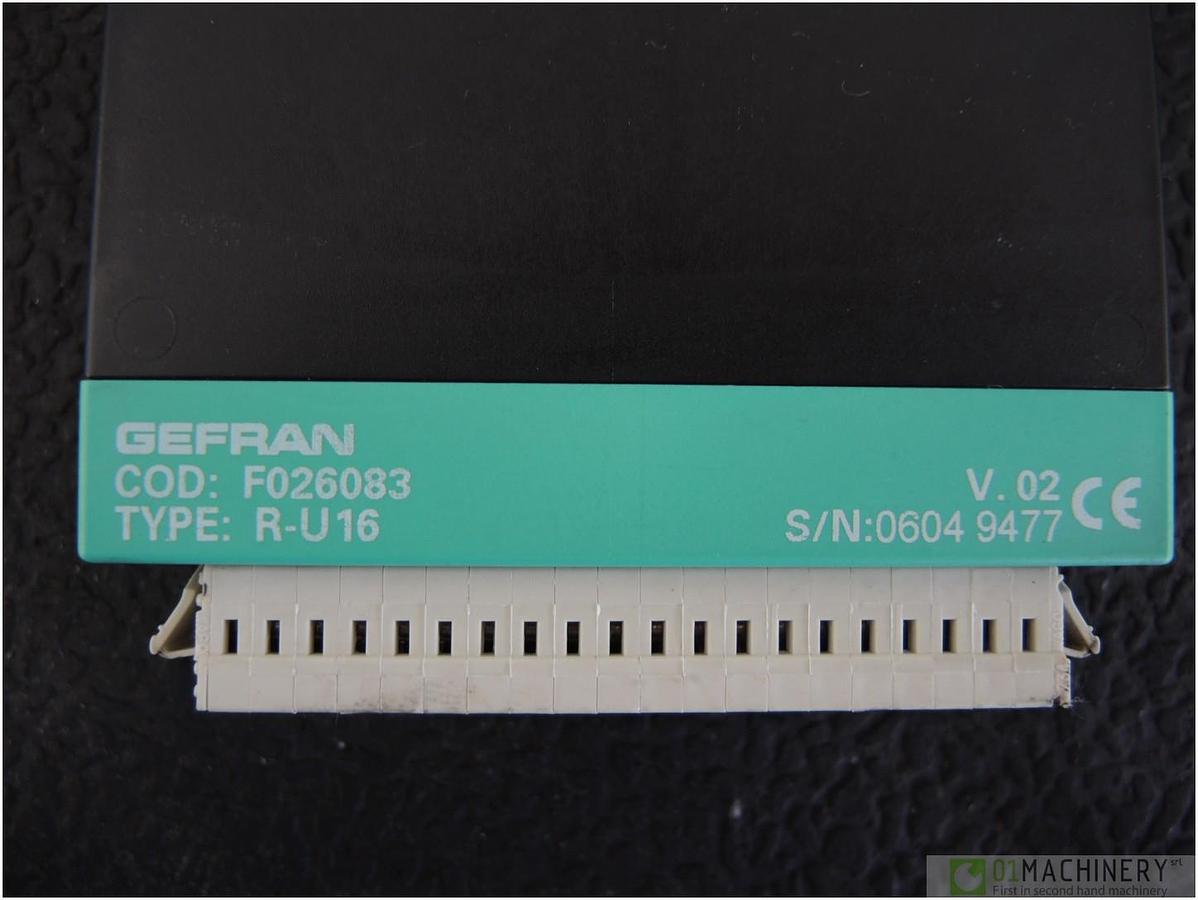 GEFRAN
COD: F026083
TYPE: R-U16
V. 02
S/N:0604 9477
CE
01MACHINERY srl
First in second hand machinery